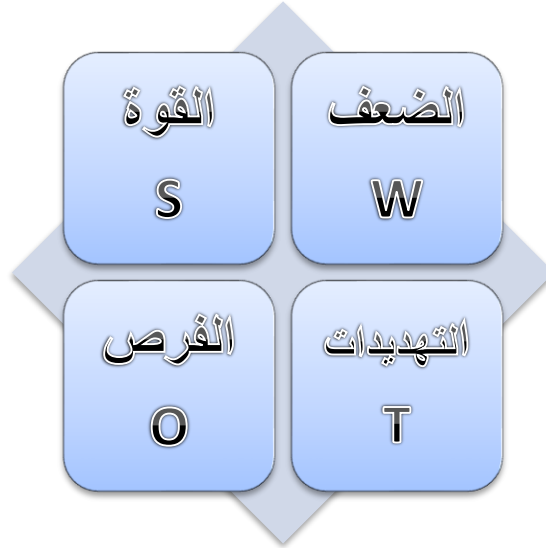 القوة
S
الضعف
W
الفرص
O
التهديدات
T